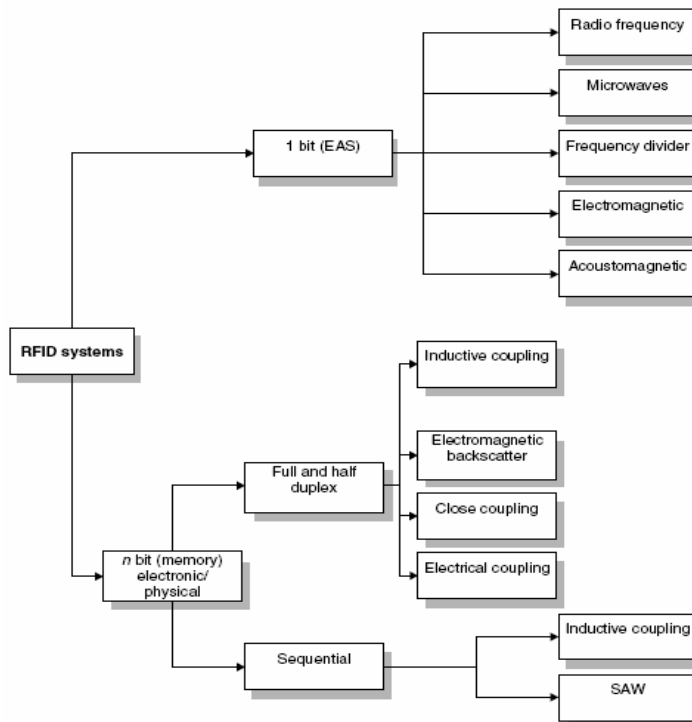 Radio frequency
Microwaves
1 bit (EAS)
Frequency divider
Electromagnetic
Acoustomagnetic
RFID systems
Inductive coupling
Electromagnetic
backscatter
Full and half
duplex
Close coupling
n bit (memory)
electronic/
physical
Electrical coupling
Inductive coupling
Sequential
SAW